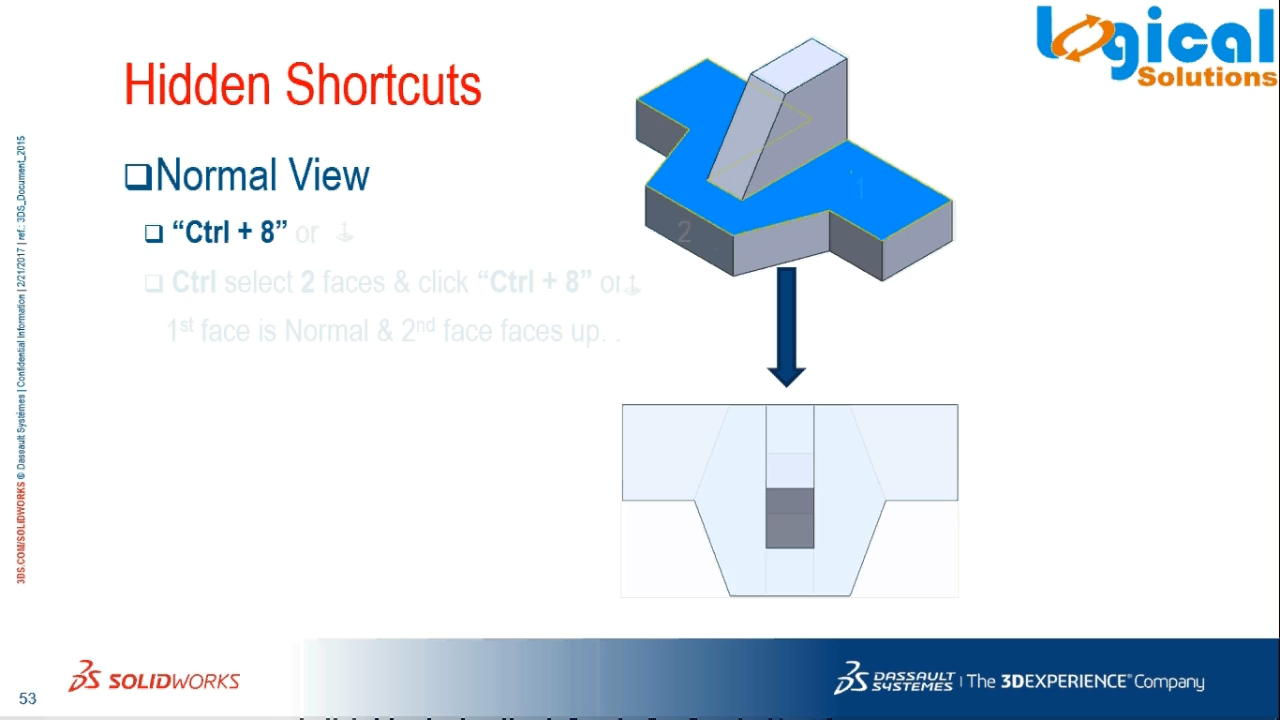 Logical
Solutions
Hidden Shortcuts
Normal View
“Ctrl + 8” or
Ctrl select 2 faces & click “Ctrl + 8” or
1st face is Normal & 2nd face faces up. .
1
2
3DS.COM/SOLIDWORKS © Dassault Systèmes | Confidential Information | 2/21/2017 | ref.: 3DS_Document_2015
53
SOLIDWORKS
DASSAULT SYSTEMES | The 3DEXPERIENCE® Company